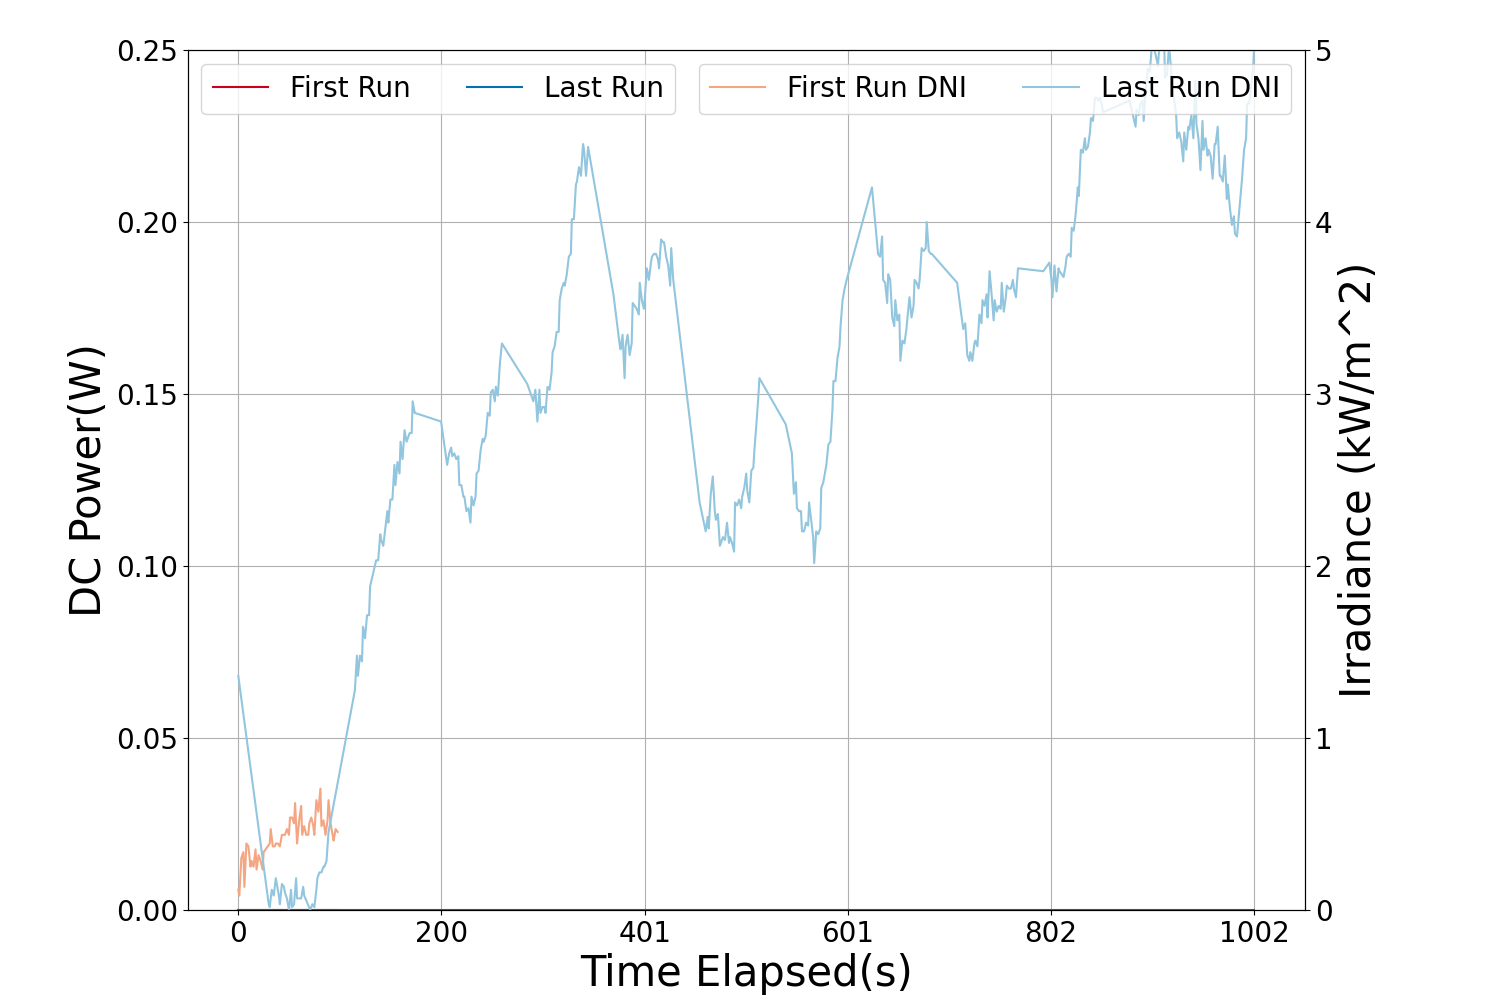 First Run
Last Run
First Run DNI
Last Run DNI
DC Power(W)
0.25
0.20
0.15
0.10
0.05
0.00
5
4
3
2
1
0
Irradiance (kW/m^2)
0 200 401 601 802 1002
Time Elapsed(s)